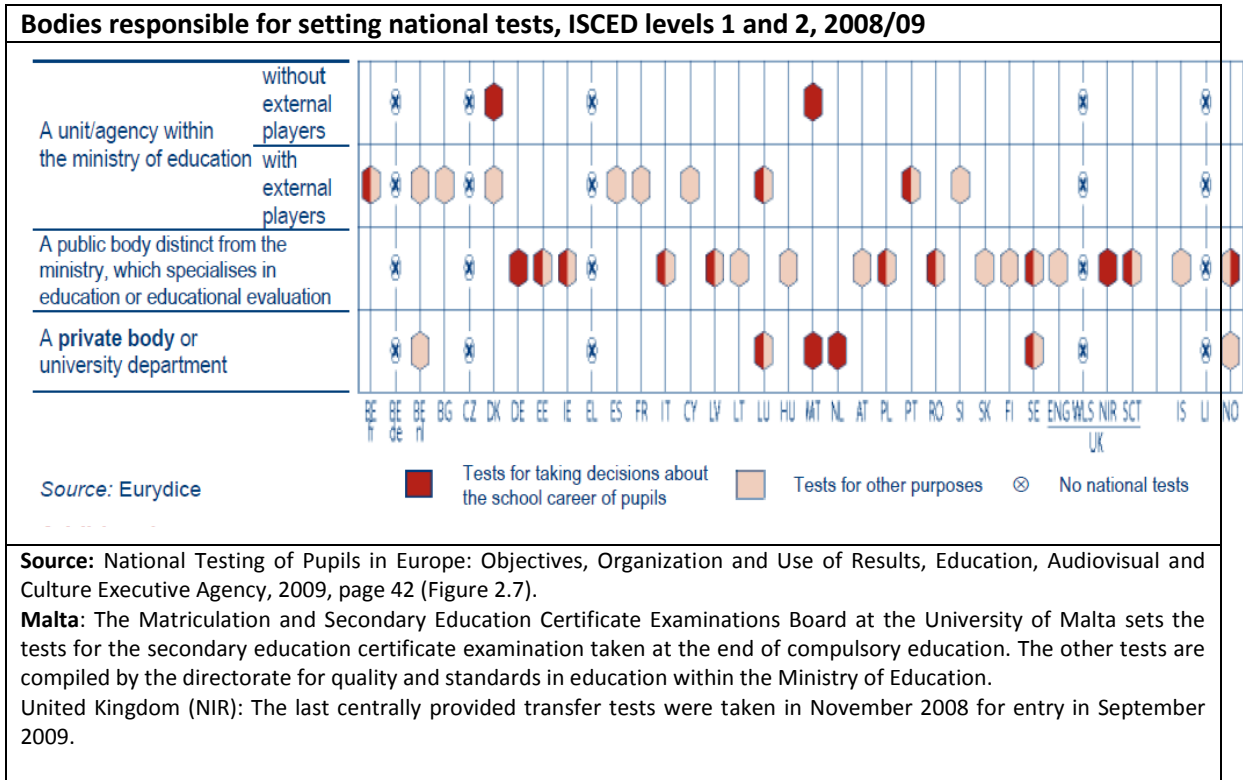 Bodies responsible for setting national tests, ISCED levels 1 and 2, 2008/09
A unit/agency within
the ministry of education
without
external
players
with
external
players
A public body distinct from the
ministry, which specialises in
education or educational evaluation
A private body or
university department
BE fr BE de BE nl BG CZ DK DE EE IE EL ES FR IT CY LV LT LU HU MT NL AT PL PT RO SI SK FI SE ENG WLS NIR SCT IS LI NO
UK
Source: Eurydice
Tests for taking decisions about
the school career of pupils
Tests for other purposes
No national tests
Source: National Testing of Pupils in Europe: Objectives, Organization and Use of Results, Education, Audiovisual and
Culture Executive Agency, 2009, page 42 (Figure 2.7).
Malta: The Matriculation and Secondary Education Certificate Examinations Board at the University of Malta sets the
tests for the secondary education certificate examination taken at the end of compulsory education. The other tests are
compiled by the directorate for quality and standards in education within the Ministry of Education.
United Kingdom (NIR): The last centrally provided transfer tests were taken in November 2008 for entry in September
2009.